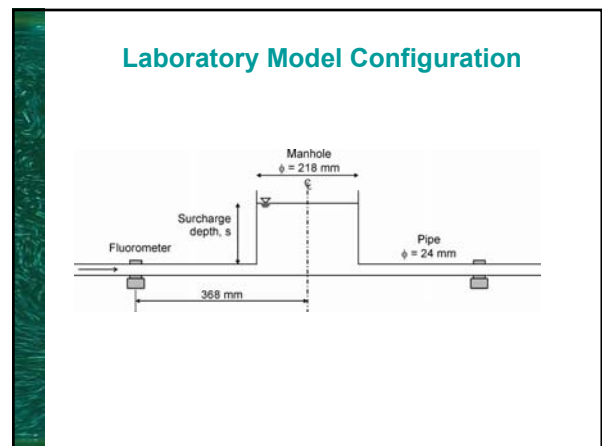 Laboratory Model Configuration
Manhole
ϕ = 218 mm
℄
Surcharge
depth, s
Fluorometer
Pipe
ϕ = 24 mm
368 mm